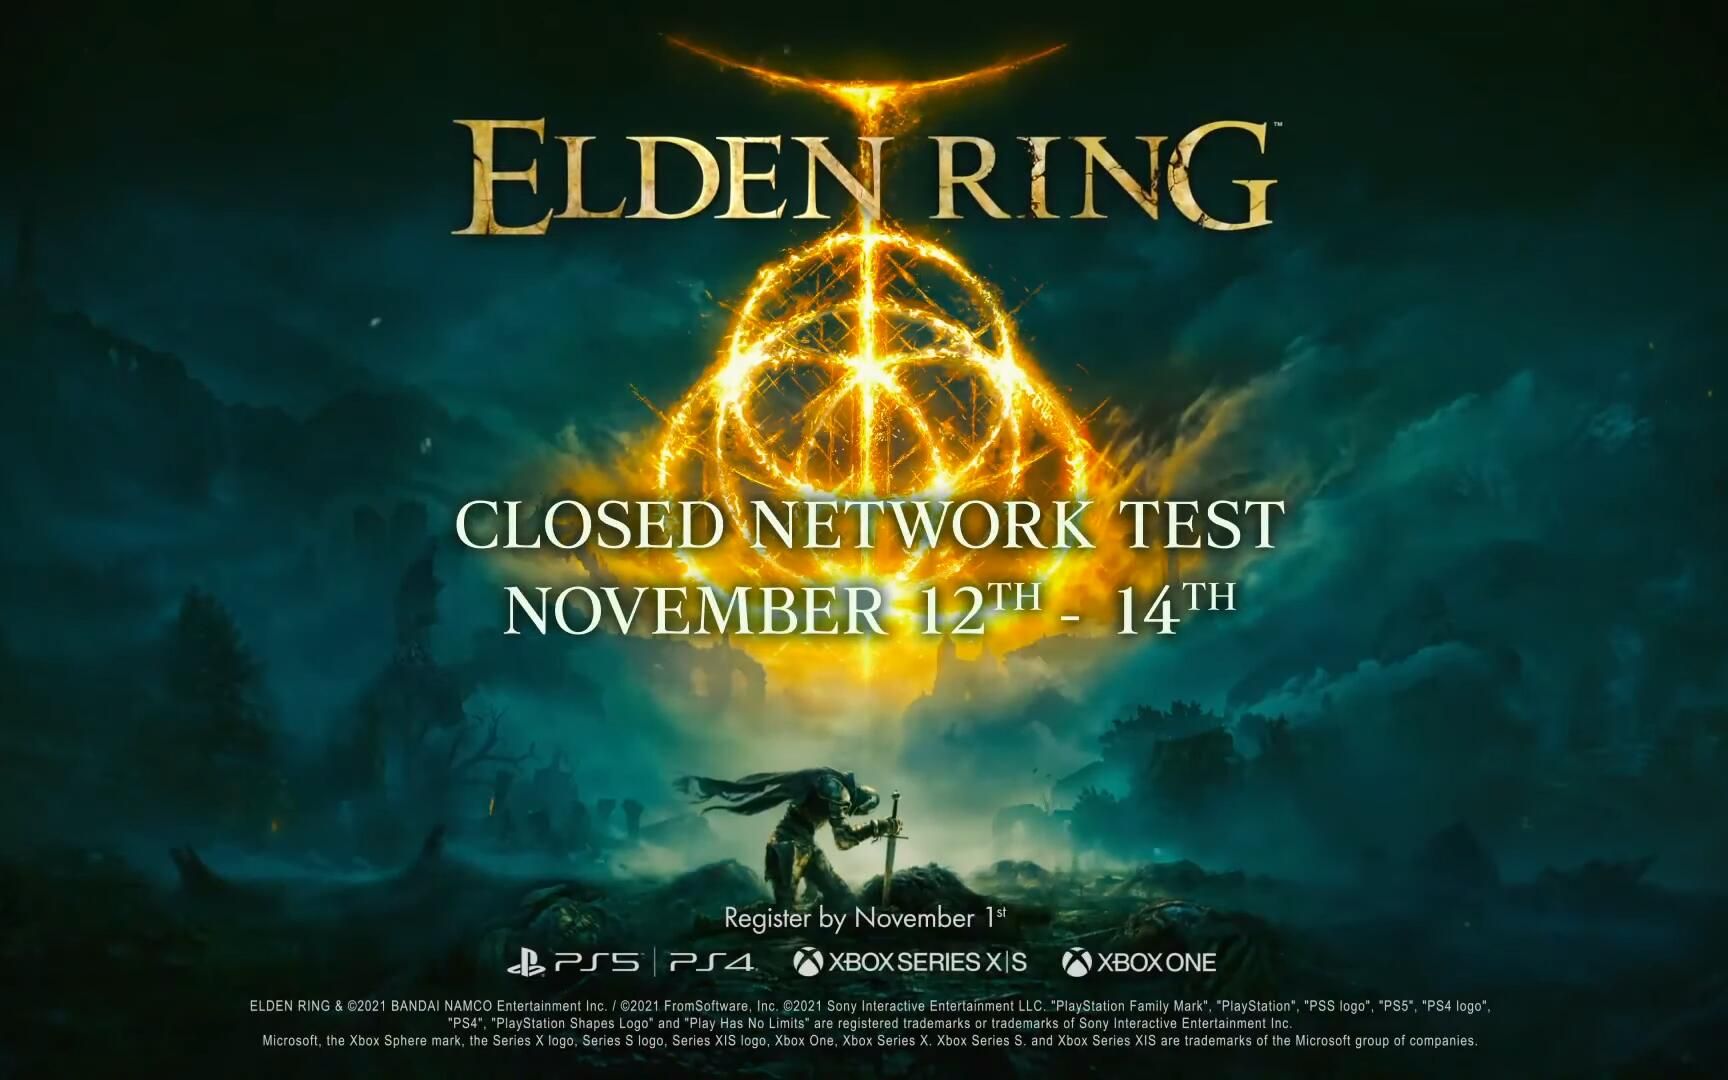 ELDEN RING™
CLOSED NETWORK TEST
NOVEMBER 12TH - 14TH
Register by November 1st
PS5 | PS4 XBOX SERIES X|S XBOX ONE
ELDEN RING & ©2021 BANDAI NAMCO Entertainment Inc. / ©2021 FromSoftware, Inc. ©2021 Sony Interactive Entertainment LLC. "PlayStation Family Mark", "PlayStation", "PSS logo", "PS5", "PS4 logo",
"PS4", "PlayStation Shapes Logo" and "Play Has No Limits" are registered trademarks or trademarks of Sony Interactive Entertainment Inc.
Microsoft, the Xbox Sphere mark, the Series X logo, Series S logo, Series XIS logo, Xbox One, Xbox Series X. Xbox Series S. and Xbox Series XIS are trademarks of the Microsoft group of companies.